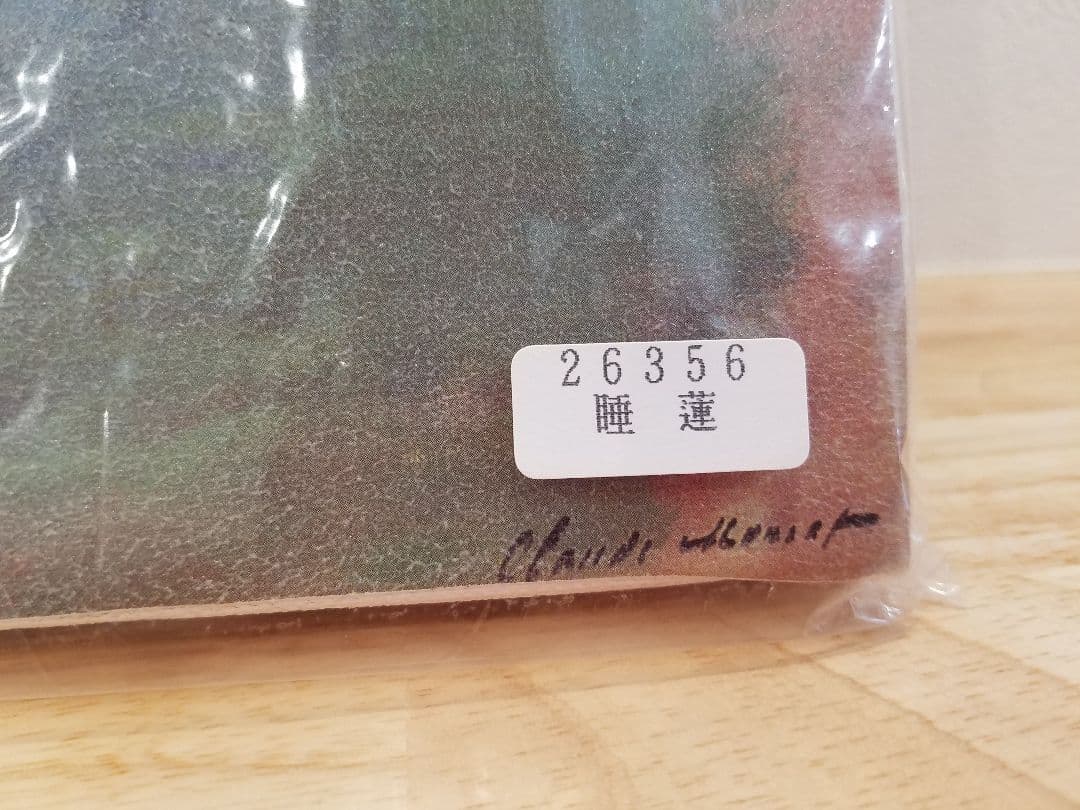 26356
睡 蓮
Claude Monet